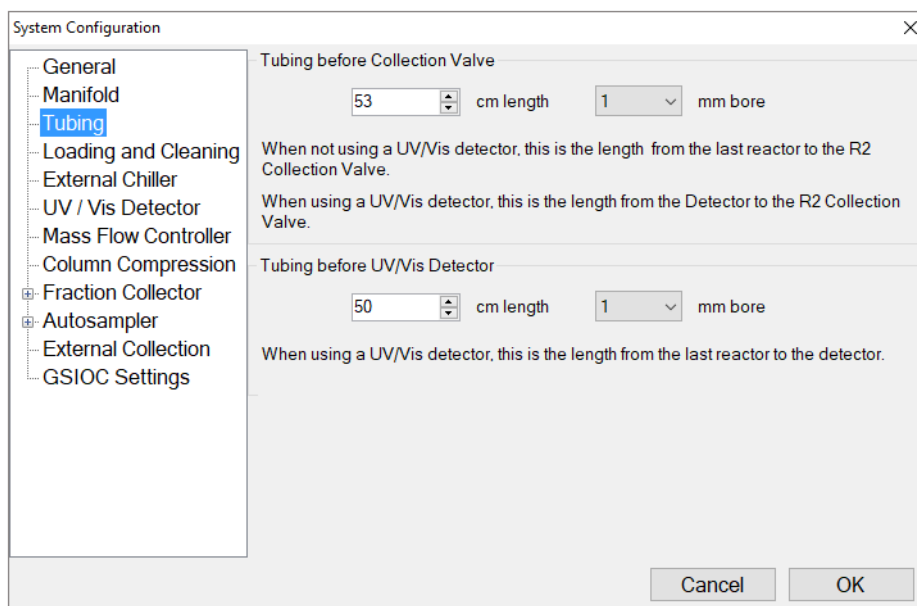 System Configuration
General
Manifold
Tubing
Loading and Cleaning
External Chiller
UV / Vis Detector
Mass Flow Controller
Column Compression
Fraction Collector
Autosampler
External Collection
GSIOC Settings
Tubing before Collection Valve
53 cm length 1 mm bore
When not using a UV/Vis detector, this is the length from the last reactor to the R2
Collection Valve.
When using a UV/Vis detector, this is the length from the Detector to the R2 Collection
Valve.
Tubing before UV/Vis Detector
50 cm length 1 mm bore
When using a UV/Vis detector, this is the length from the last reactor to the detector.
Cancel OK